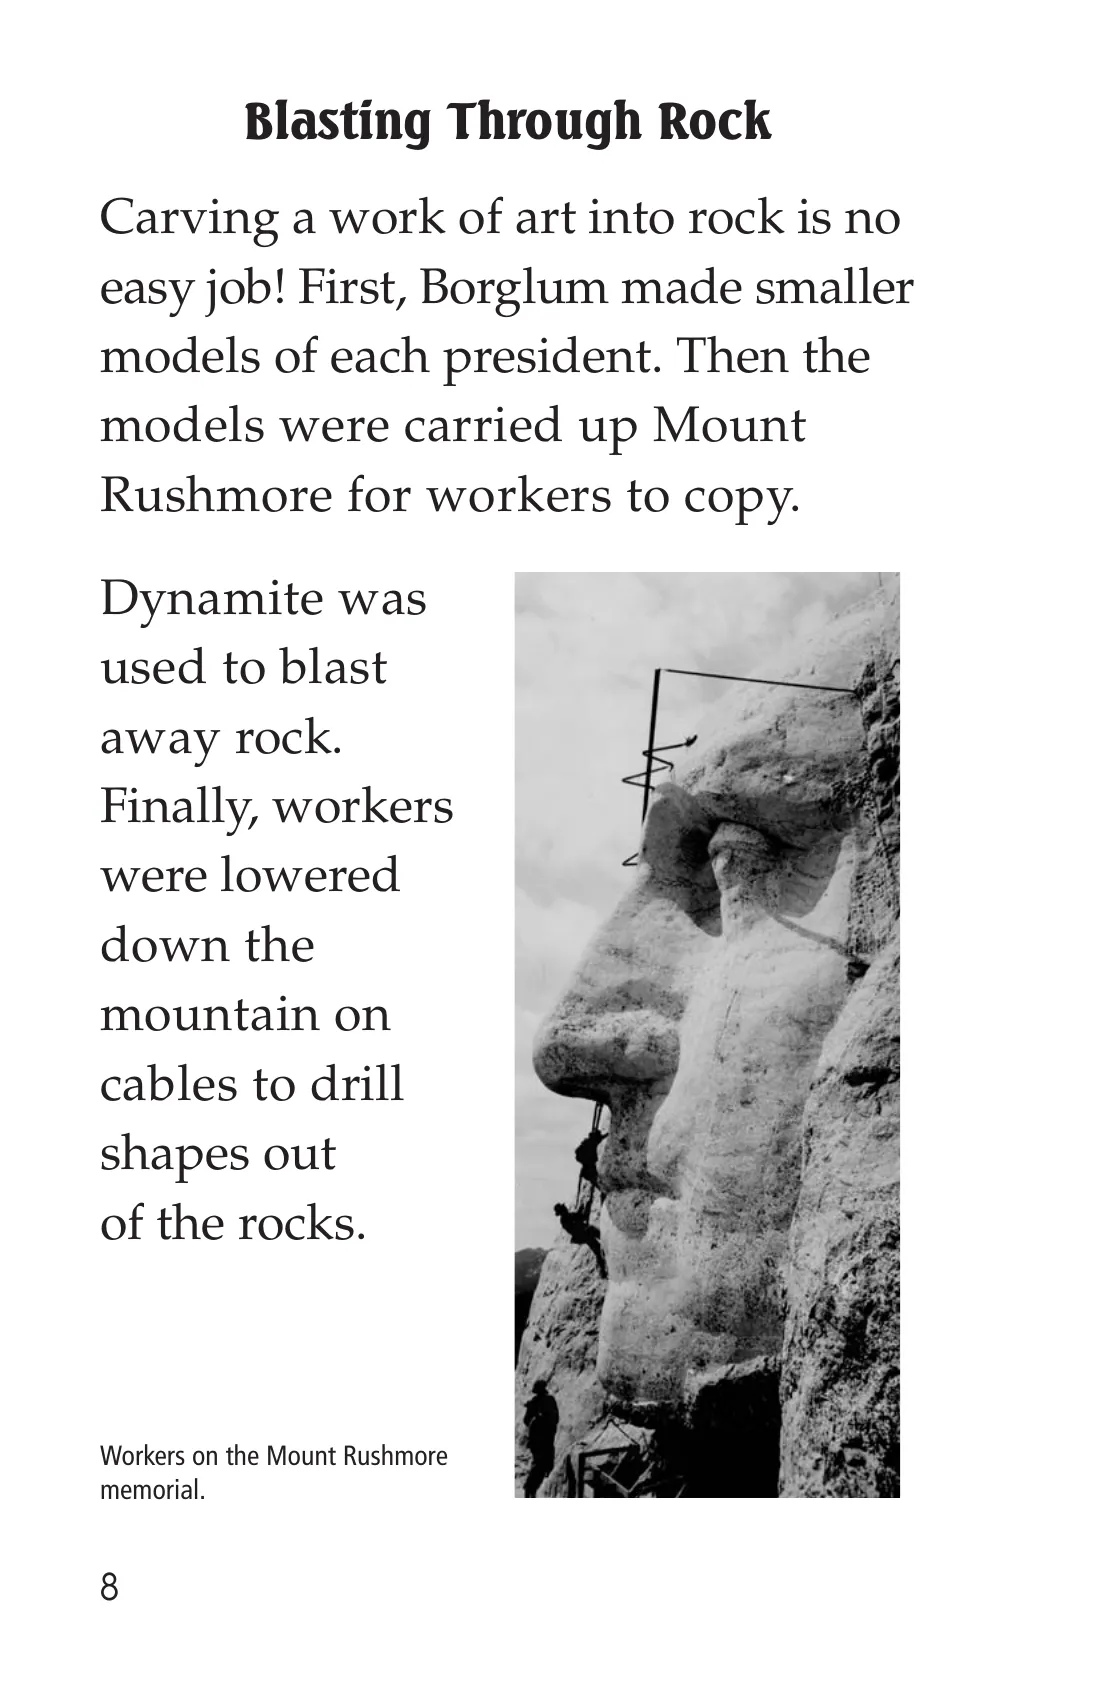 Blasting Through Rock
Carving a work of art into rock is no
easy job! First, Borglum made smaller
models of each president. Then the
models were carried up Mount
Rushmore for workers to copy.
Dynamite was
used to blast
away rock.
Finally, workers
were lowered
down the
mountain on
cables to drill
shapes out
of the rocks.
Workers on the Mount Rushmore
memorial.
8